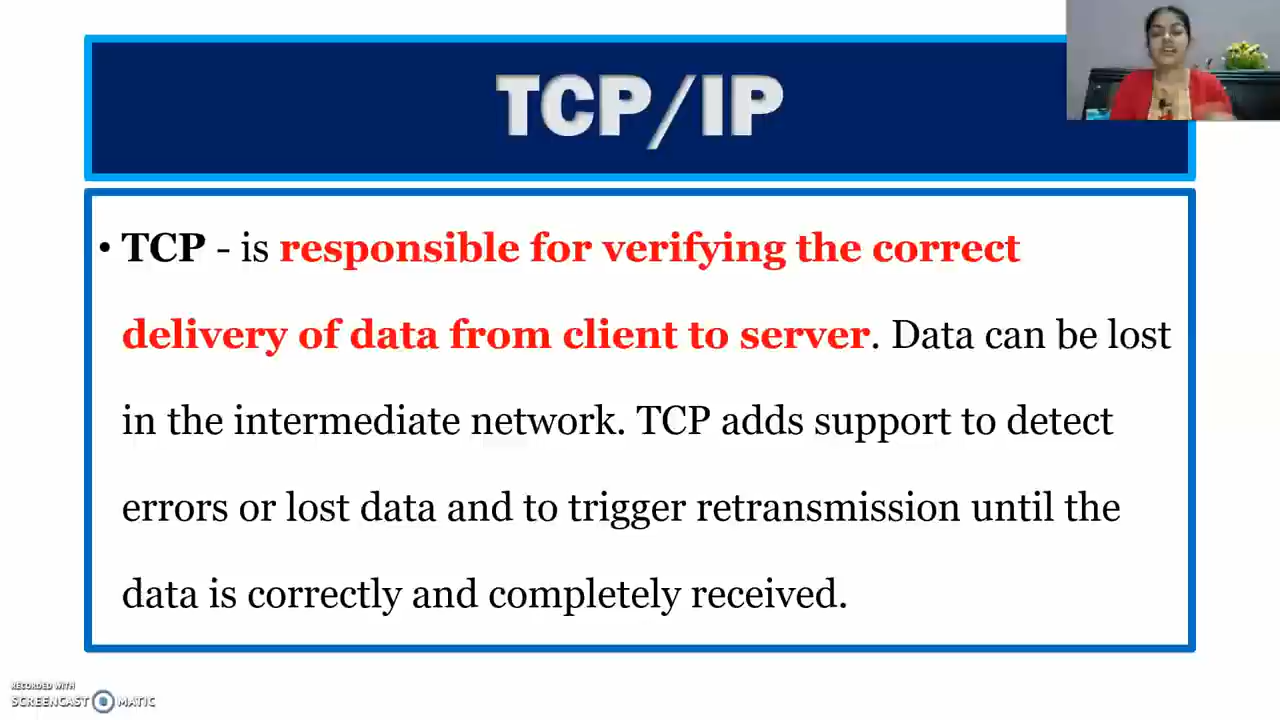 TCP/IP
• TCP - is responsible for verifying the correct
delivery of data from client to server. Data can be lost
in the intermediate network. TCP adds support to detect
errors or lost data and to trigger retransmission until the
data is correctly and completely received.
RECORDED WITH
SCREENCAST MATIC